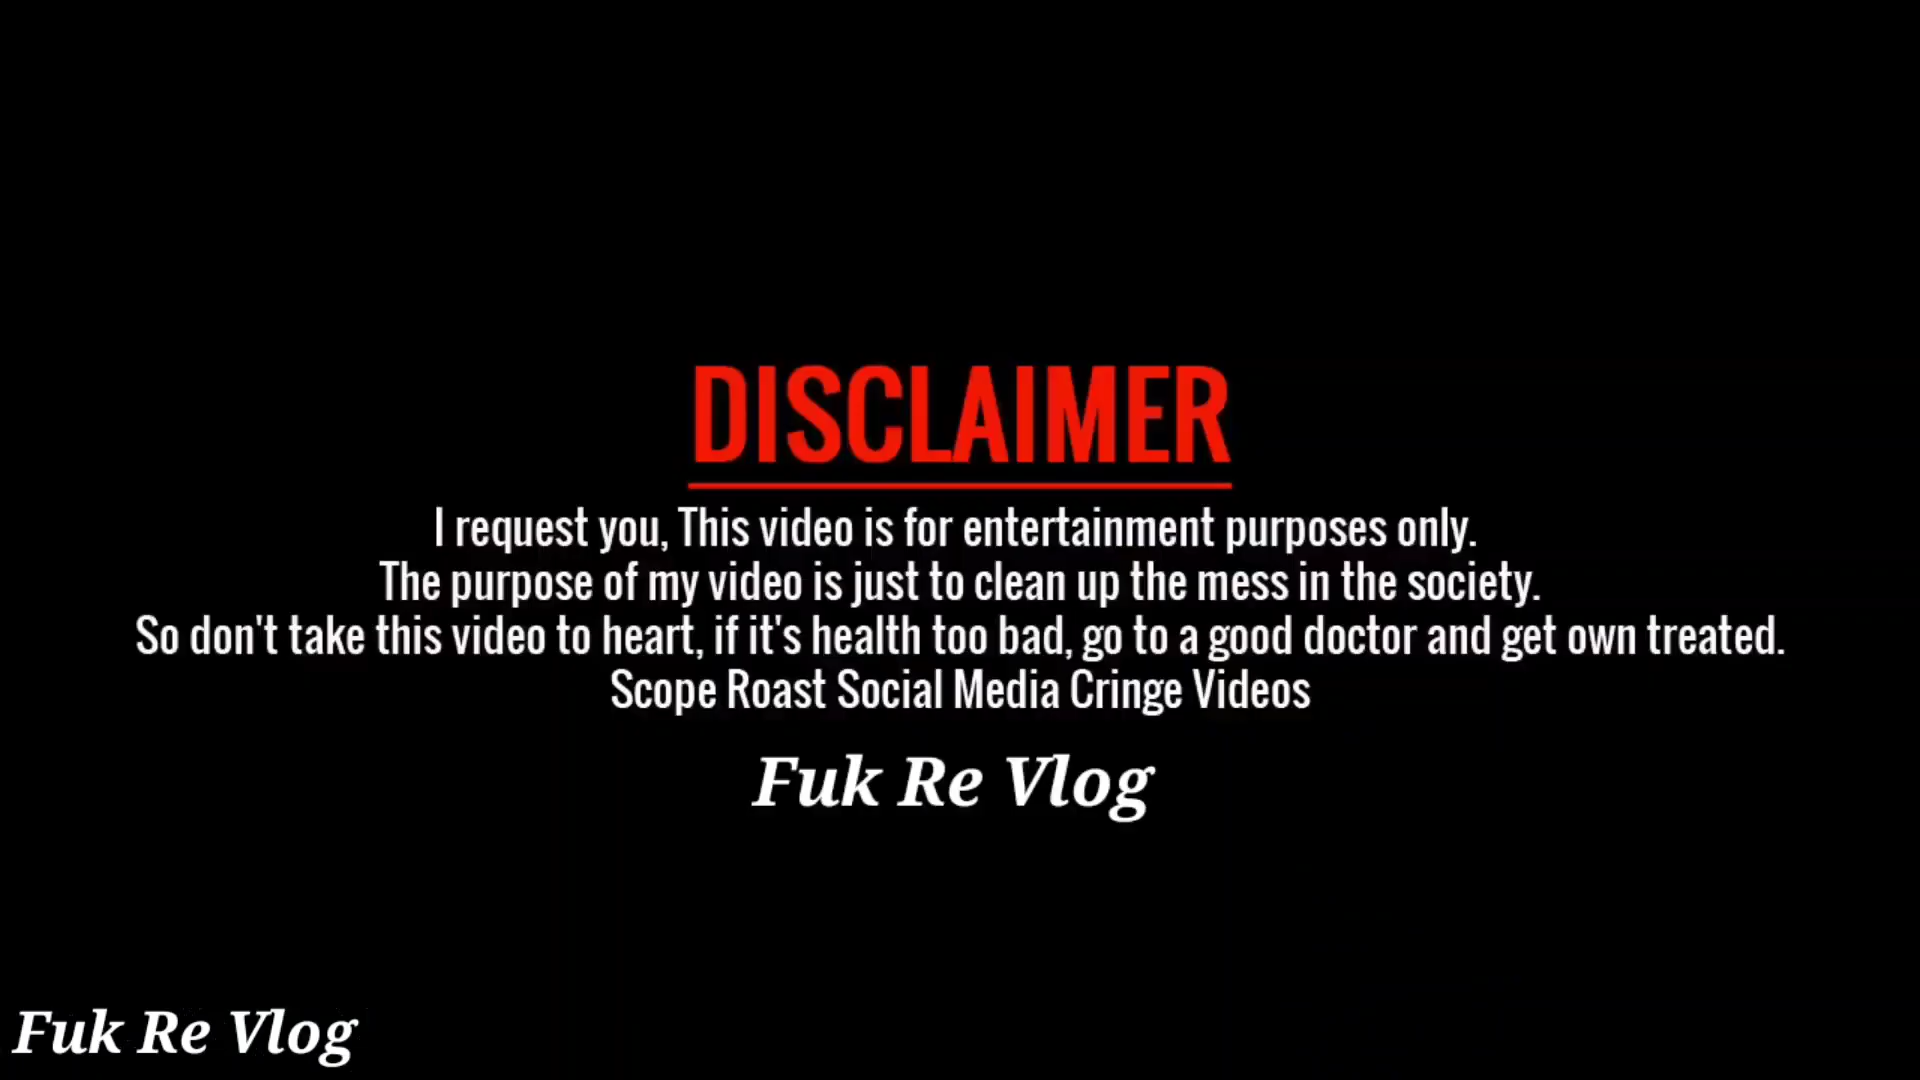 DISCLAIMER
I request you, This video is for entertainment purposes only.
The purpose of my video is just to clean up the mess in the society.
So don't take this video to heart, if it's health too bad, go to a good doctor and get own treated.
Scope Roast Social Media Cringe Videos
Fuk Re Vlog
Fuk Re Vlog